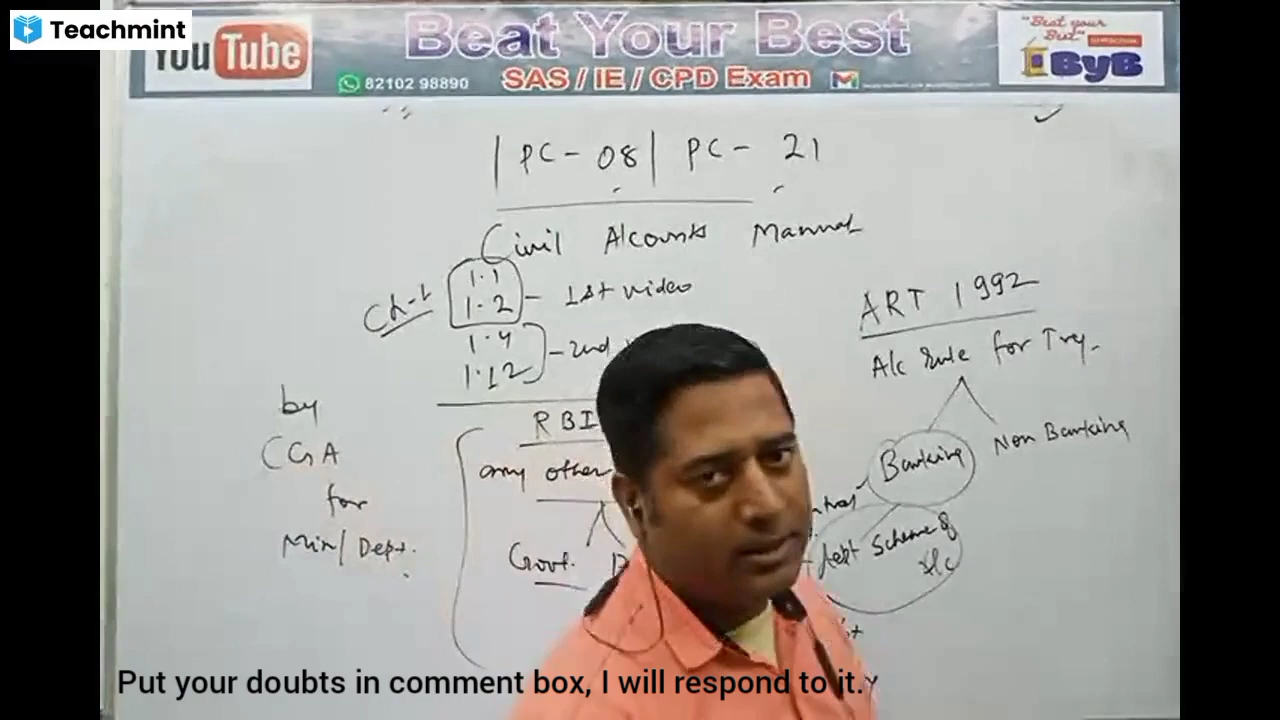 Teachmint
YouTube
Beat Your Best
SAS / IE / CPD Exam
82102 98890
"Beat your
Best"
ByB
PC - 08 | PC - 21
Civil Accounts Manual
Ch-1
1.1
1.2 - 1st video
1.4
1.12 - 2nd
by
CGA
for
Min/Dept.
RBI
any other
Govt.
ART 1992
A/c rule for Try.
Banking
Non Banking
Dept Scheme of
A/c
Put your doubts in comment box, I will respond to it.